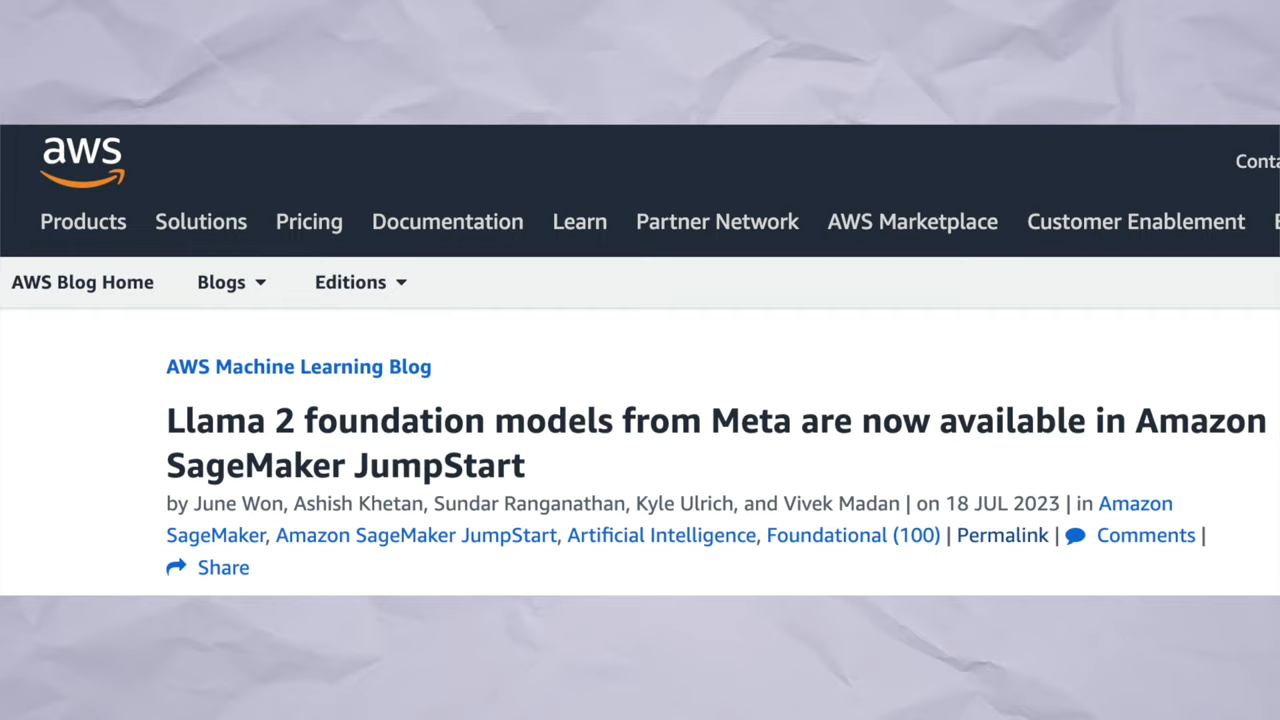 aws
Conta
Products Solutions Pricing Documentation Learn Partner Network AWS Marketplace Customer Enablement E
AWS Blog Home Blogs Editions
AWS Machine Learning Blog
Llama 2 foundation models from Meta are now available in Amazon
SageMaker JumpStart
by June Won, Ashish Khetan, Sundar Ranganathan, Kyle Ulrich, and Vivek Madan | on 18 JUL 2023 | in Amazon
SageMaker, Amazon SageMaker JumpStart, Artificial Intelligence, Foundational (100) | Permalink | Comments |
Share